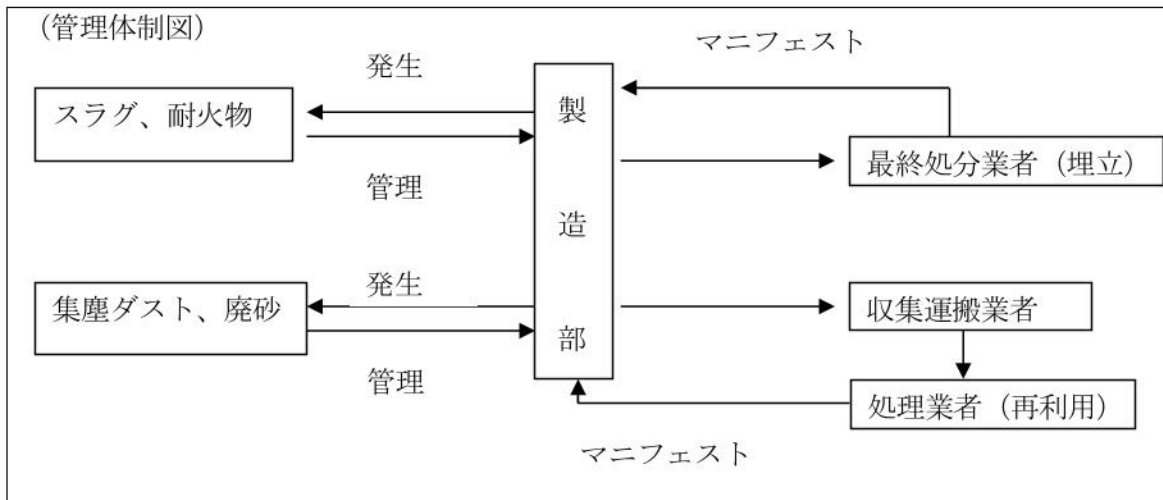 (管理体制図)
マニフェスト
発生
スラグ、耐火物
管理
製造部
最終処分業者（埋立）
発生
集塵ダスト、廃砂
管理
収集運搬業者
処理業者（再利用）
マニフェスト